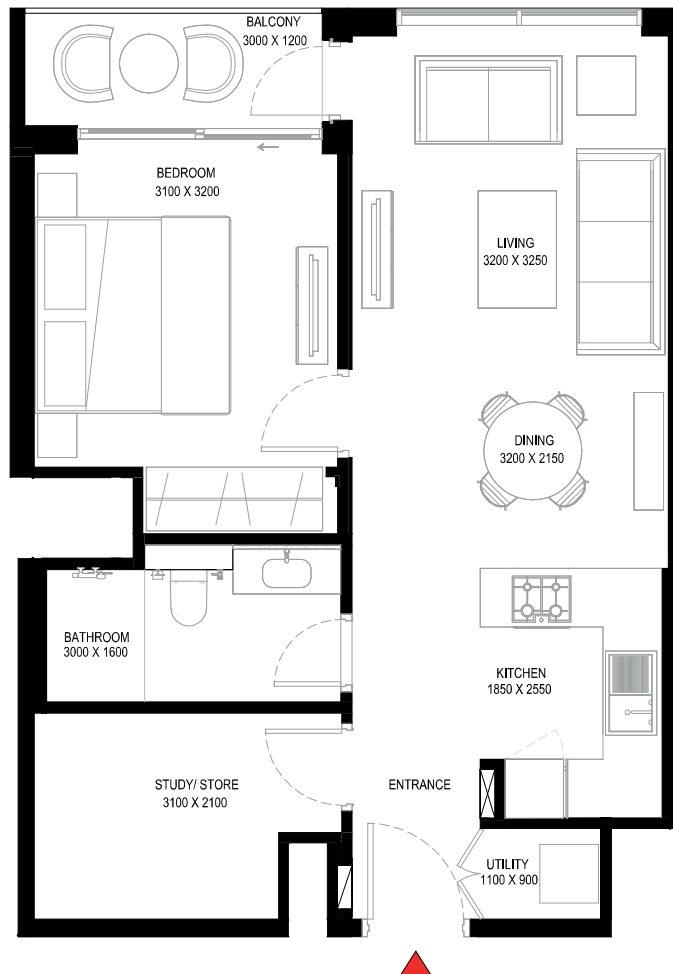 BALCONY
3000 X 1200
BEDROOM
3100 X 3200
LIVING
3200 X 3250
DINING
3200 X 2150
BATHROOM
3000 X 1600
KITCHEN
1850 X 2550
STUDY/ STORE
3100 X 2100
ENTRANCE
UTILITY
1100 X 900